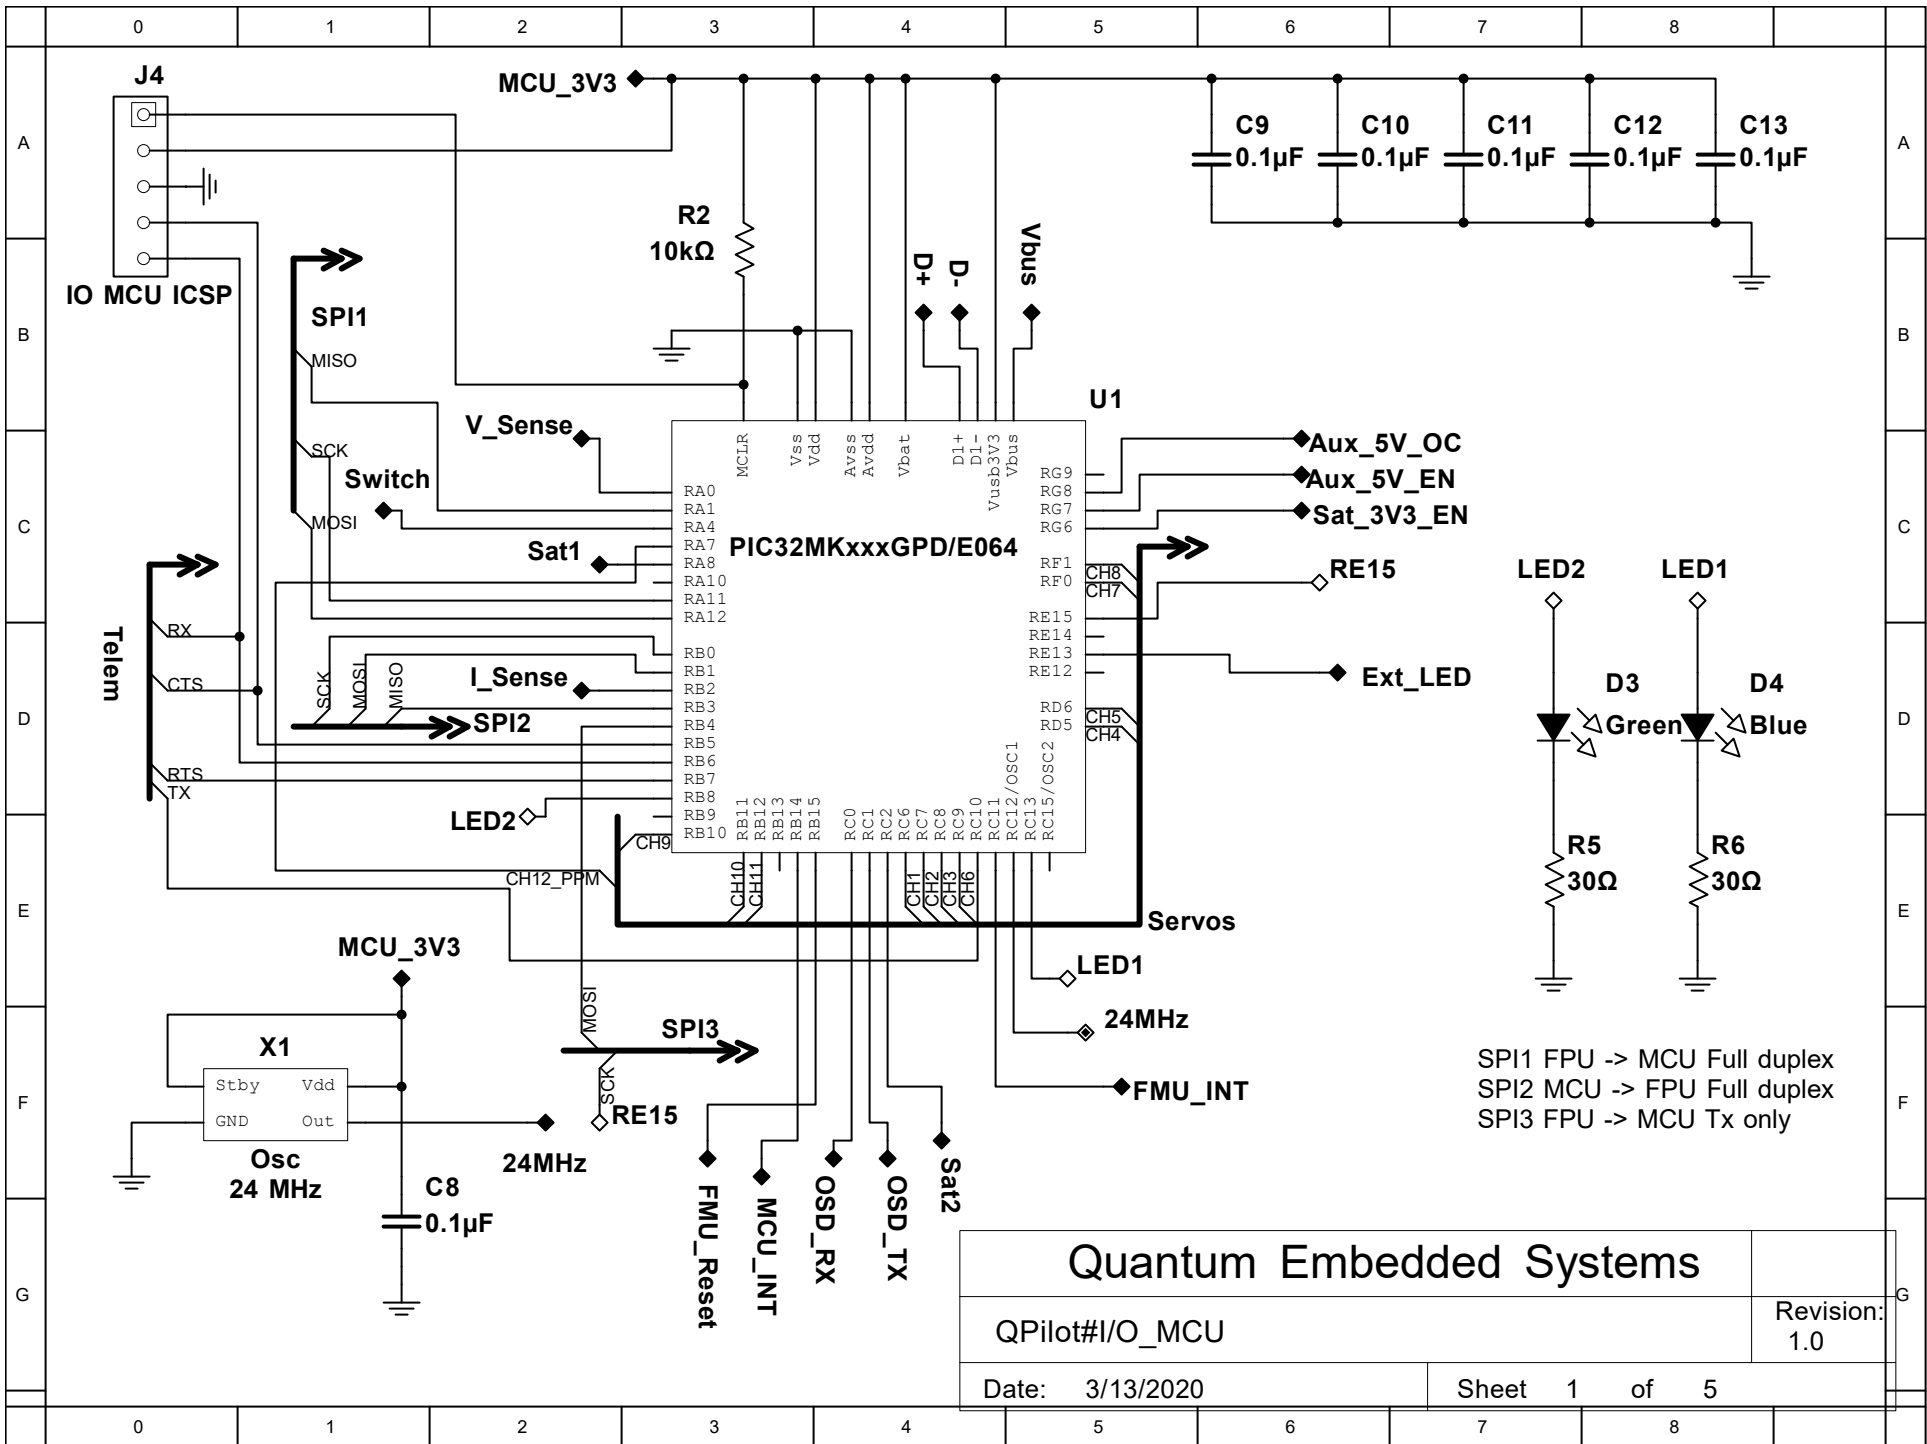 0 1 2 3 4 5 6 7 8
A
B
C
D
E
F
G
A
B
C
D
E
F
G
J4
IO MCU ICSP
MCU_3V3
R2
10kΩ
C9
0.1µF
C10
0.1µF
C11
0.1µF
C12
0.1µF
C13
0.1µF
D+
D-
Vbus
SPI1
MISO
SCK
MOSI
V_Sense
Switch
Sat1
Telem
RX
CTS
RTS
TX
SCK
MOSI
MISO
I_Sense
SPI2
LED2
CH9
CH12_PPM
U1
PIC32MKxxxGPD/E064
MCLR
Vss
Vdd
Avss
Avdd
Vbat
D1+
D1-
Vusb3V3
Vbus
RA0
RA1
RA4
RA7
RA8
RA10
RA11
RA12
RB0
RB1
RB2
RB3
RB4
RB5
RB6
RB7
RB8
RB9
RB10
RB11
RB12
RB13
RB14
RB15
RC0
RC1
RC2
RC6
RC7
RC8
RC9
RC10
RC11
RC12/OSC1
RC13
RC15/OSC2
RG9
RG8
RG7
RG6
RF1
RF0
RE15
RE14
RE13
RE12
RD6
RD5
CH8
CH7
CH5
CH4
CH10
CH11
CH1
CH2
CH3
CH6
Aux_5V_OC
Aux_5V_EN
Sat_3V3_EN
RE15
Ext_LED
Servos
LED1
24MHz
FMU_INT
LED2
LED1
D3
Green
D4
Blue
R5
30Ω
R6
30Ω
MCU_3V3
X1
Stby
Vdd
GND
Out
Osc
24 MHz
24MHz
C8
0.1µF
MOSI
SPI3
SCK
RE15
FMU_Reset
MCU_INT
OSD_RX
OSD_TX
Sat2
SPI1 FPU -> MCU Full duplex
SPI2 MCU -> FPU Full duplex
SPI3 FPU -> MCU Tx only
Quantum Embedded Systems
QPilot#I/O_MCU
Revision:
1.0
Date: 3/13/2020
Sheet 1 of 5
0 1 2 3 4 5 6 7 8